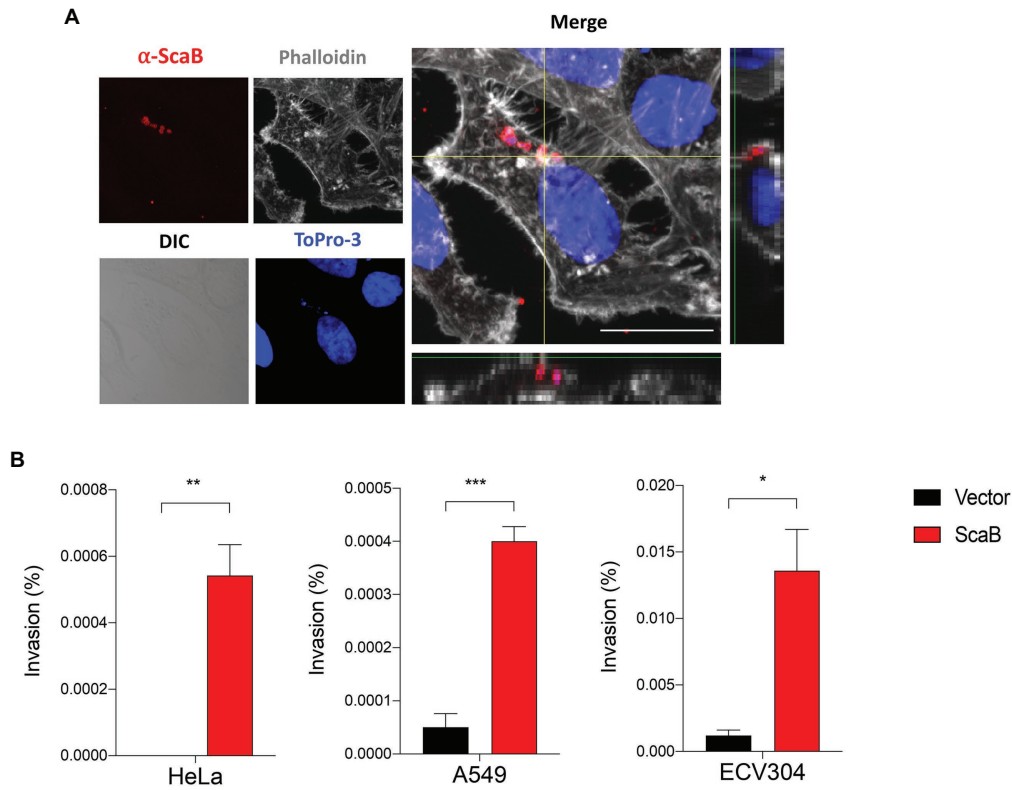 A
Merge
α-ScaB
Phalloidin
DIC
ToPro-3
B
**
0.0008
0.0006
0.0004
0.0002
0.0000
Invasion (%)
HeLa
***
0.0005
0.0004
0.0003
0.0002
0.0001
0.0000
Invasion (%)
A549
*
0.020
0.015
0.010
0.005
0.000
Invasion (%)
ECV304
Vector
ScaB